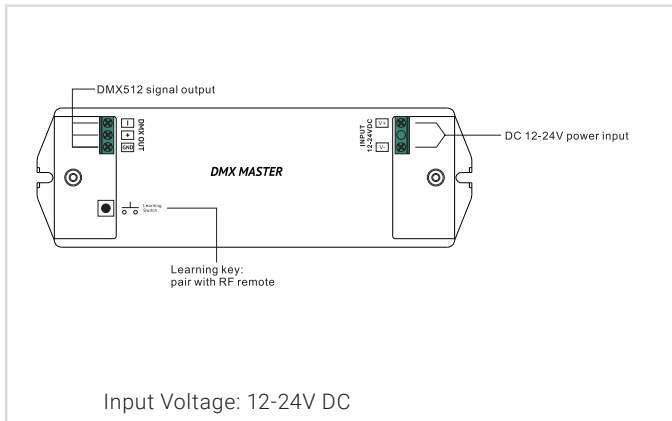 DMX512 signal output
−
+
GND
DMX OUT
INPUT
12-24VDC
V+
V-
DC 12-24V power input
DMX MASTER
Learning
Switch
Learning key:
pair with RF remote
Input Voltage: 12-24V DC